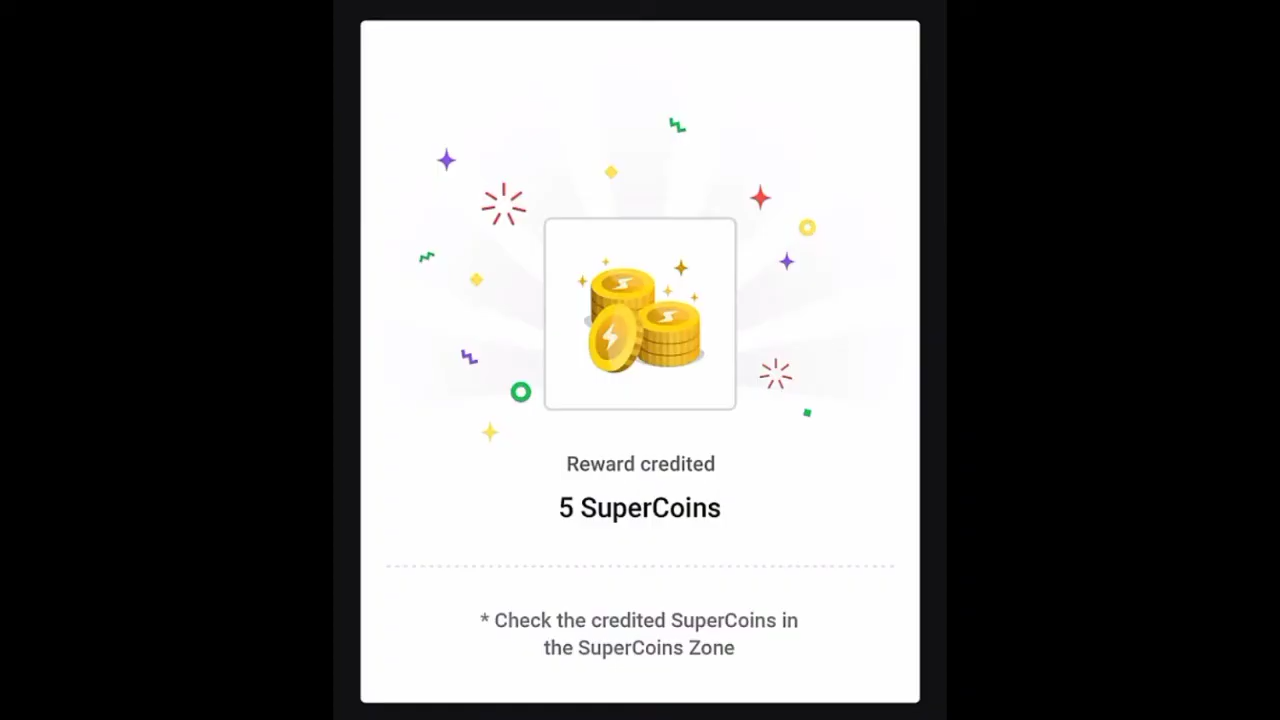 Reward credited
5 SuperCoins
* Check the credited SuperCoins in
the SuperCoins Zone